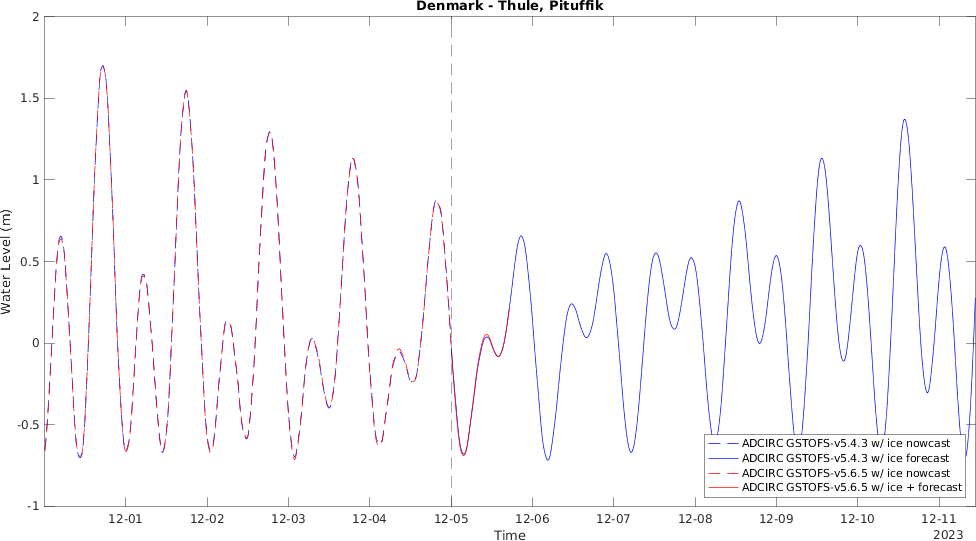 Denmark - Thule, Pituffik
2
1.5
1
0.5
0
-0.5
-1
Water Level (m)
12-01 12-02 12-03 12-04 12-05 12-06 12-07 12-08 12-09 12-10 12-11
Time
2023
ADCIRC GSTOFS-v5.4.3 w/ ice nowcast
ADCIRC GSTOFS-v5.4.3 w/ ice forecast
ADCIRC GSTOFS-v5.6.5 w/ ice nowcast
ADCIRC GSTOFS-v5.6.5 w/ ice + forecast